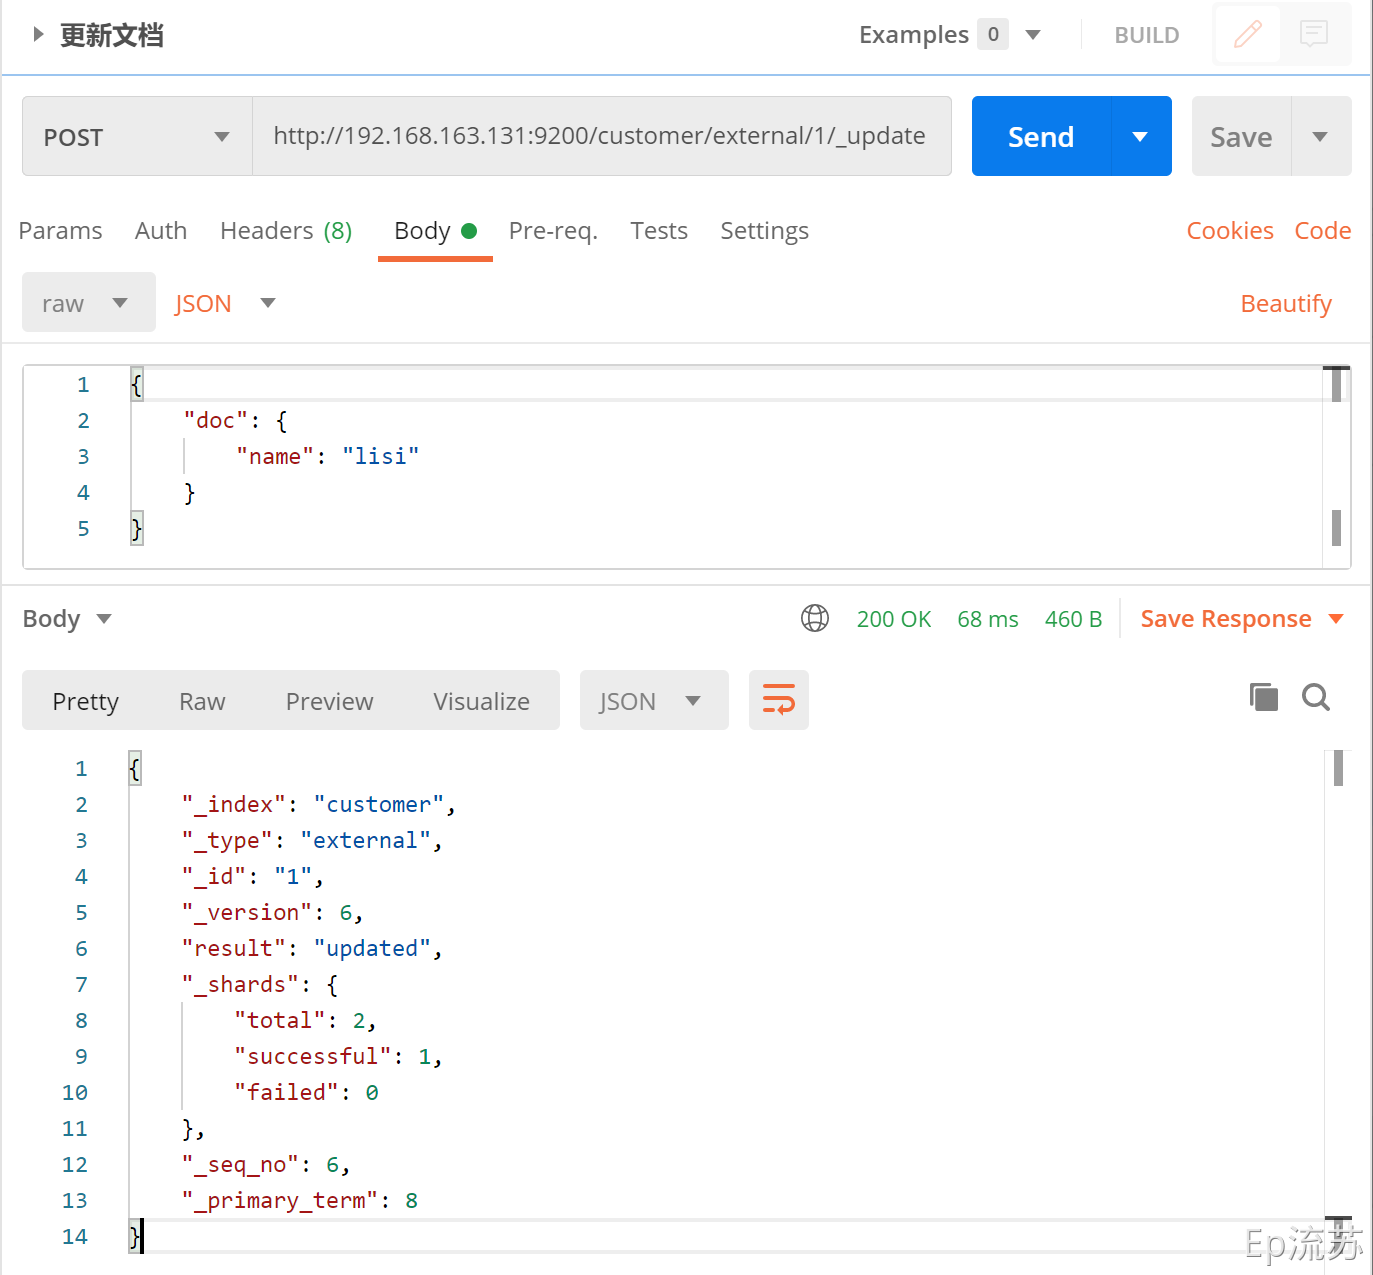 更新文档 Examples 0 BUILD
POST http://192.168.163.131:9200/customer/external/1/_update Send Save
Params Auth Headers (8) Body Pre-req. Tests Settings Cookies Code
raw JSON Beautify
1 {
2 "doc": {
3 "name": "lisi"
4 }
5 }
Body 200 OK 68 ms 460 B Save Response
Pretty Raw Preview Visualize JSON
1 {
2 "_index": "customer",
3 "_type": "external",
4 "_id": "1",
5 "_version": 6,
6 "result": "updated",
7 "_shards": {
8 "total": 2,
9 "successful": 1,
10 "failed": 0
11 },
12 "_seq_no": 6,
13 "_primary_term": 8
14 }
Ep流苏